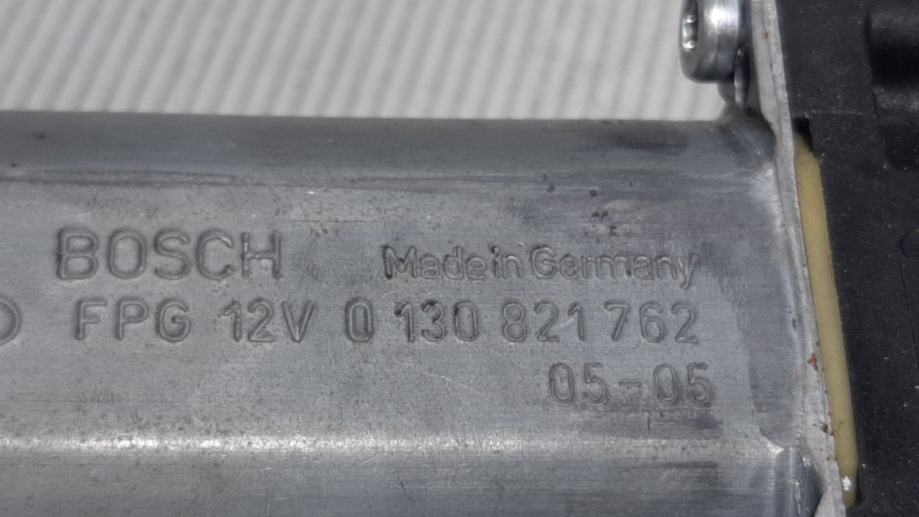 BOSCH Made in Germany
FPG 12V 0 130 821 762
05-05